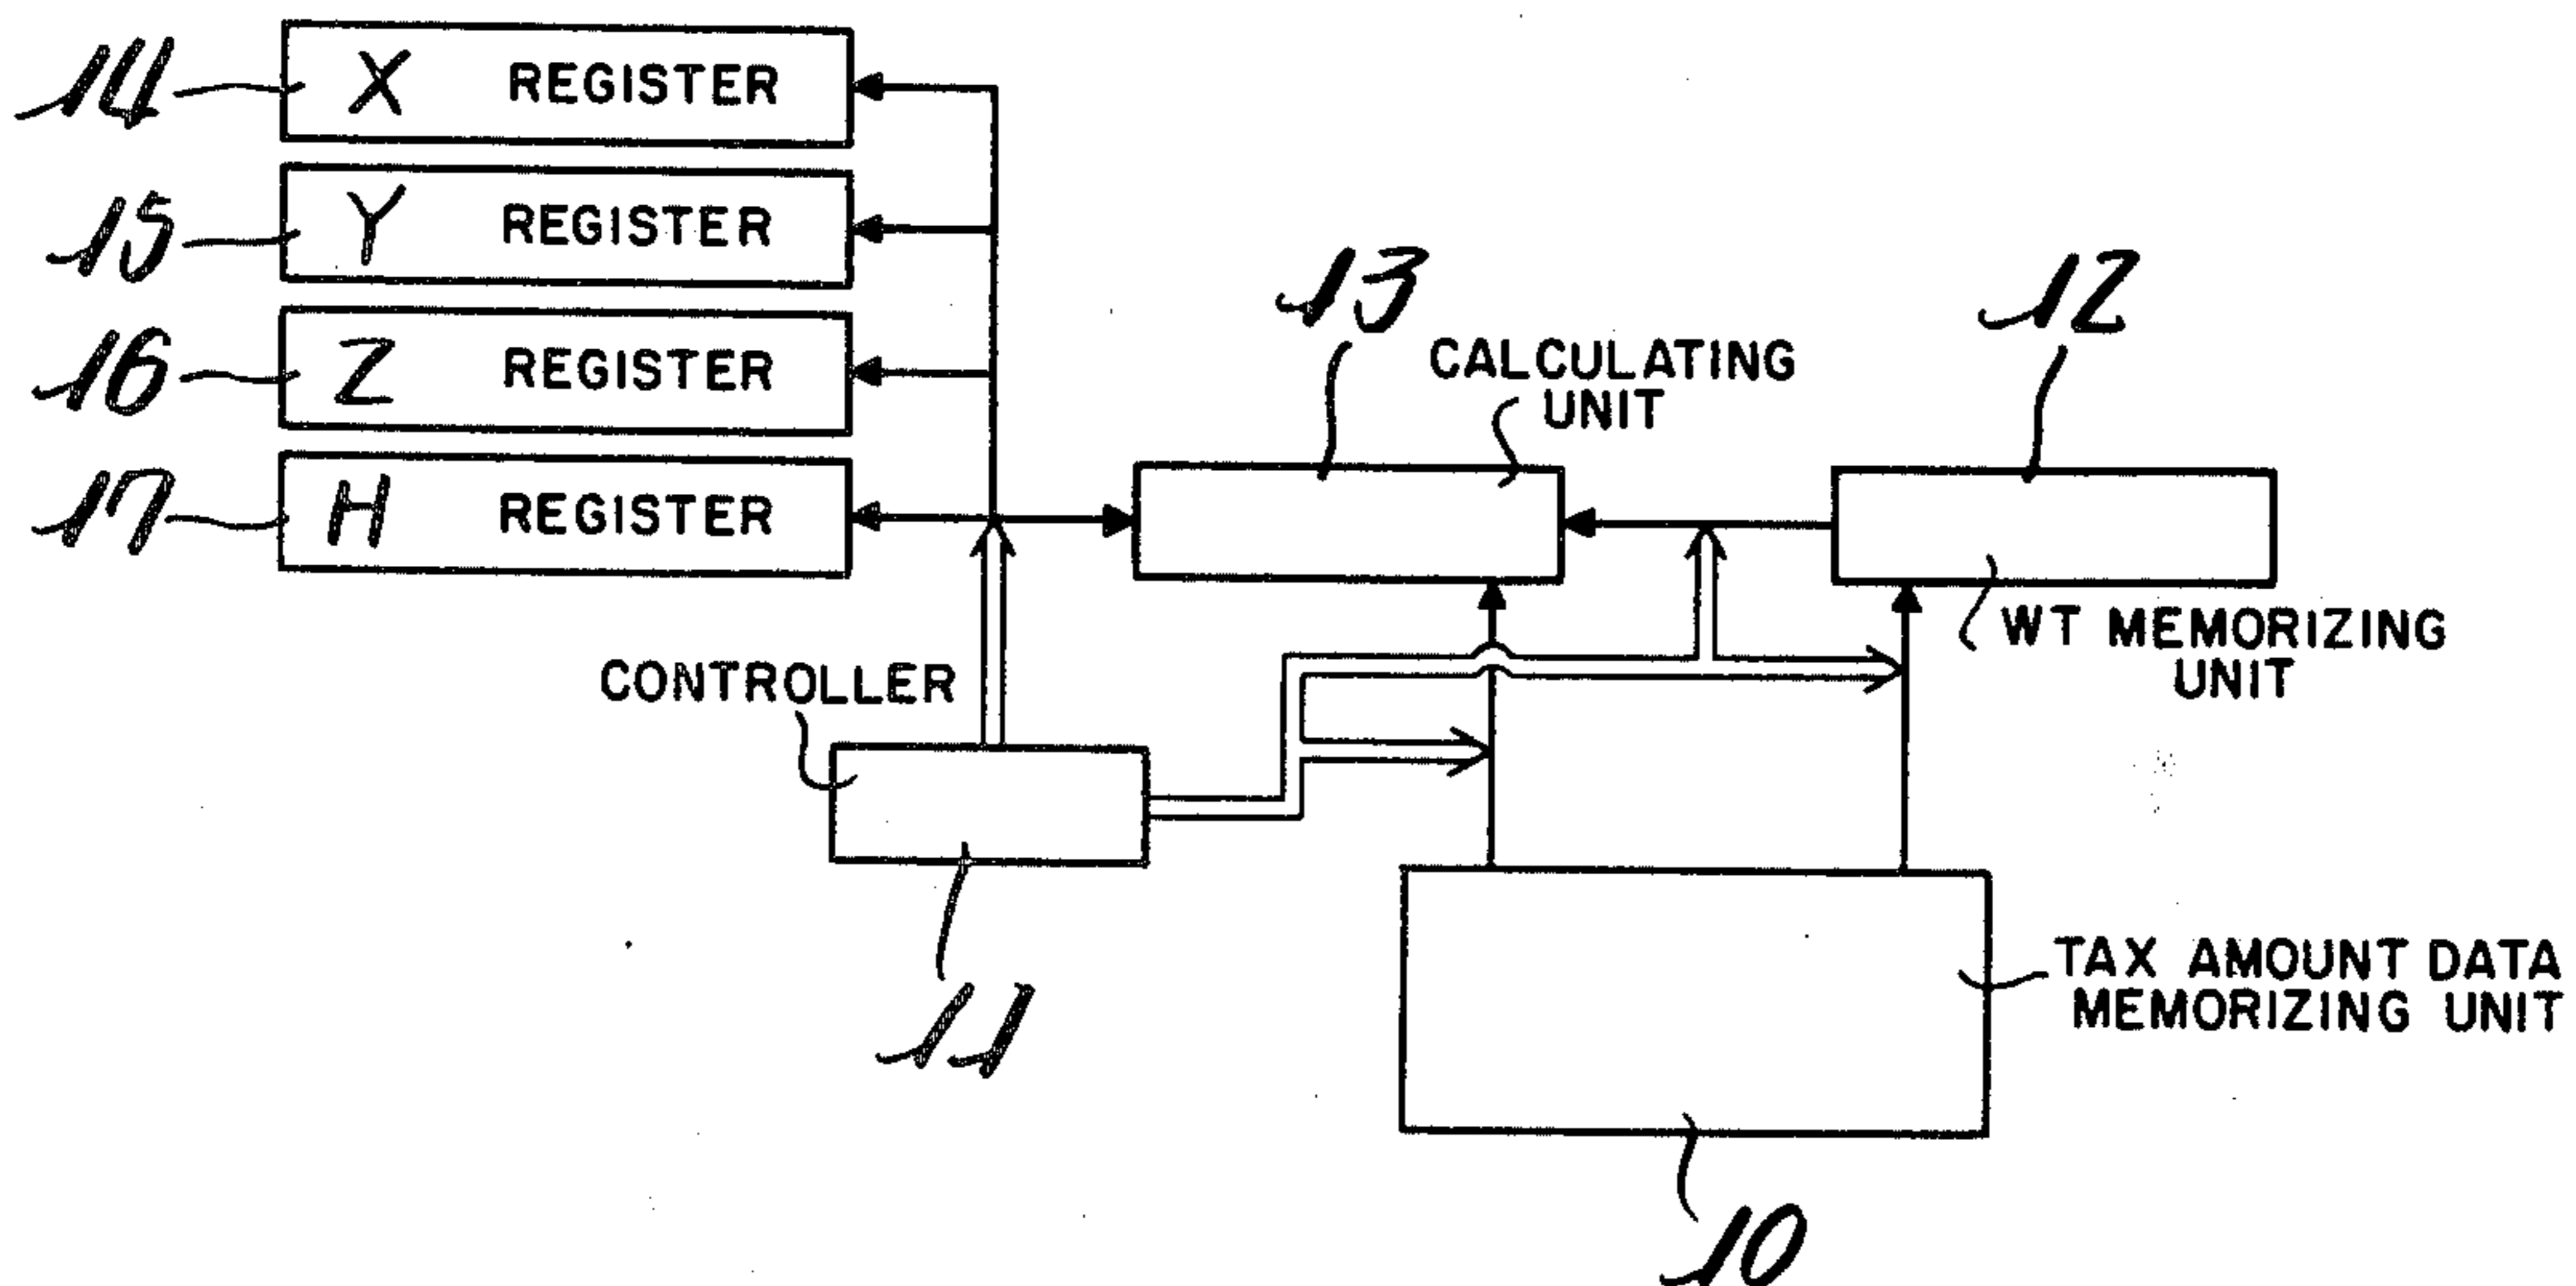 14 X REGISTER
15 Y REGISTER
16 Z REGISTER
17 H REGISTER
13
CALCULATING
UNIT
12
WT MEMORIZING
UNIT
CONTROLLER
11
TAX AMOUNT DATA
MEMORIZING UNIT
10